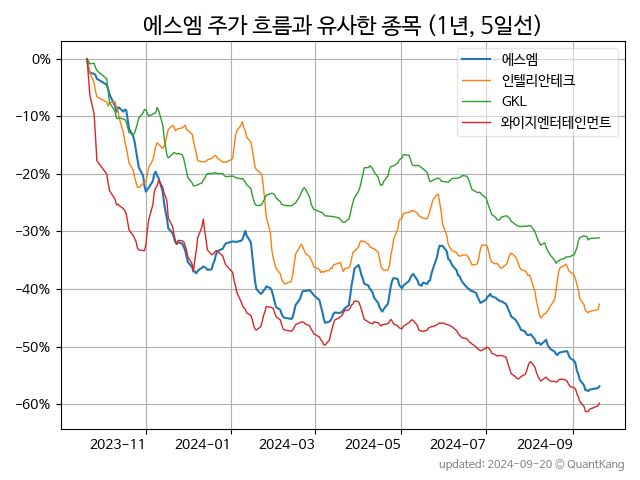 에스엠 주가 흐름과 유사한 종목 (1년, 5일선)
에스엠
인텔리안테크
GKL
와이지엔터테인먼트
0%
−10%
−20%
−30%
−40%
−50%
−60%
2023-11 2024-01 2024-03 2024-05 2024-07 2024-09
updated: 2024-09-20 © QuantKang